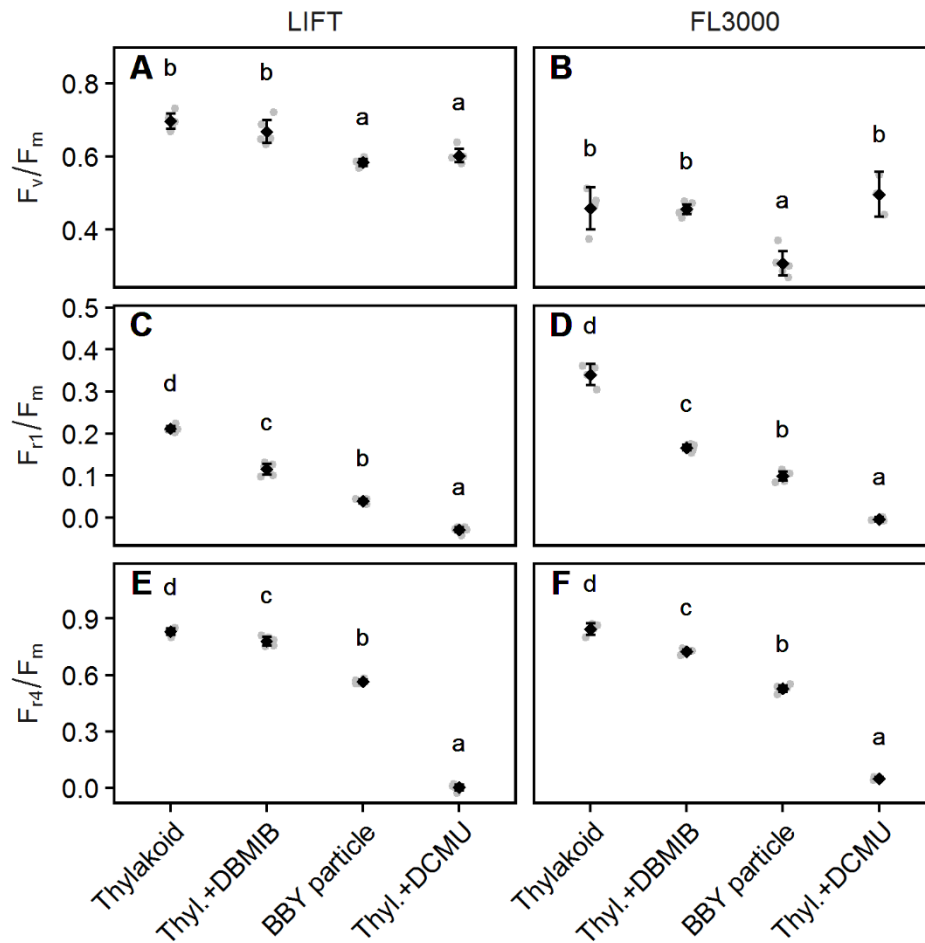 LIFT FL3000
A B
b b a a b b a b
0.8
0.6
0.4
Fᵥ/Fₘ
C D
d c b a d c b a
0.5
0.4
0.3
0.2
0.1
0.0
Fᵣ₁/Fₘ
E F
d c b a d c b a
0.9
0.6
0.3
0.0
Fᵣ₄/Fₘ
Thylakoid Thyl.+DBMIB BBY particle Thyl.+DCMU Thylakoid Thyl.+DBMIB BBY particle Thyl.+DCMU